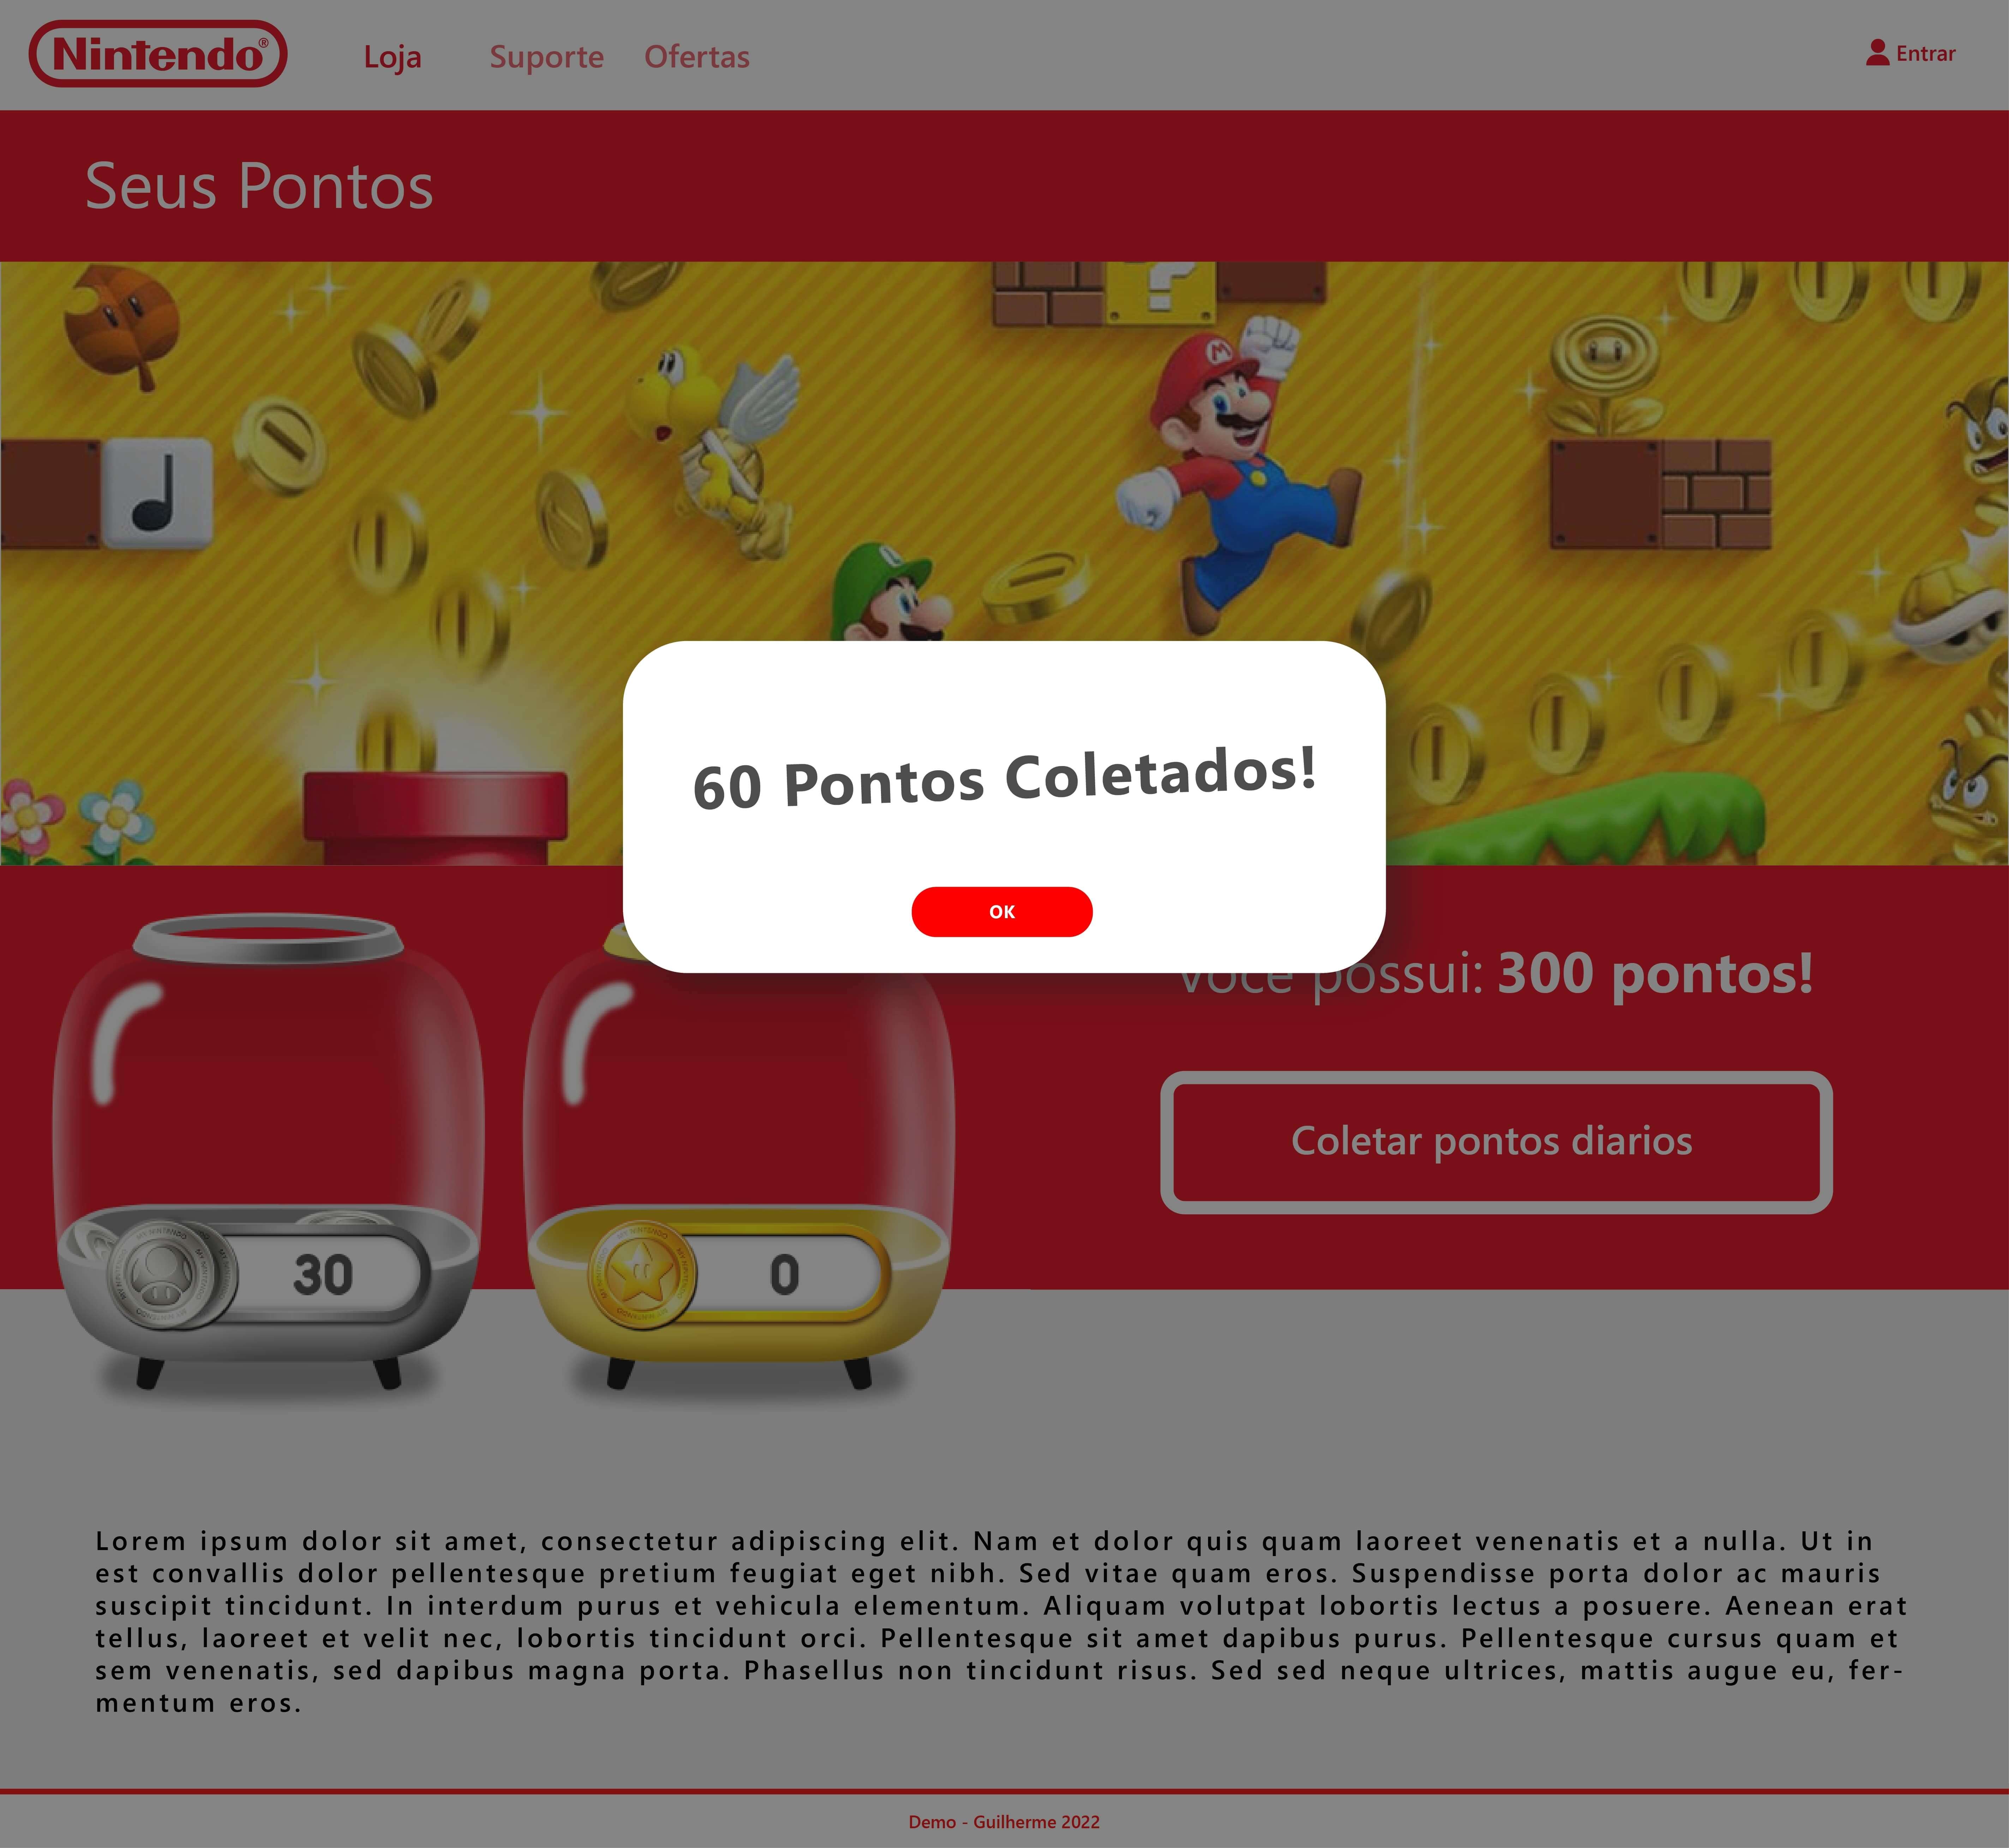 Nintendo®
Loja Suporte Ofertas
Entrar
Seus Pontos
?
M
L
60 Pontos Coletados!
OK
Você possui: 300 pontos!
Coletar pontos diarios
30
0
Lorem ipsum dolor sit amet, consectetur adipiscing elit. Nam et dolor quis quam laoreet venenatis et a nulla. Ut in
est convallis dolor pellentesque pretium feugiat eget nibh. Sed vitae quam eros. Suspendisse porta dolor ac mauris
suscipit tincidunt. In interdum purus et vehicula elementum. Aliquam volutpat lobortis lectus a posuere. Aenean erat
tellus, laoreet et velit nec, lobortis tincidunt orci. Pellentesque sit amet dapibus purus. Pellentesque cursus quam et
sem venenatis, sed dapibus magna porta. Phasellus non tincidunt risus. Sed sed neque ultrices, mattis augue eu, fer-
mentum eros.
Demo - Guilherme 2022